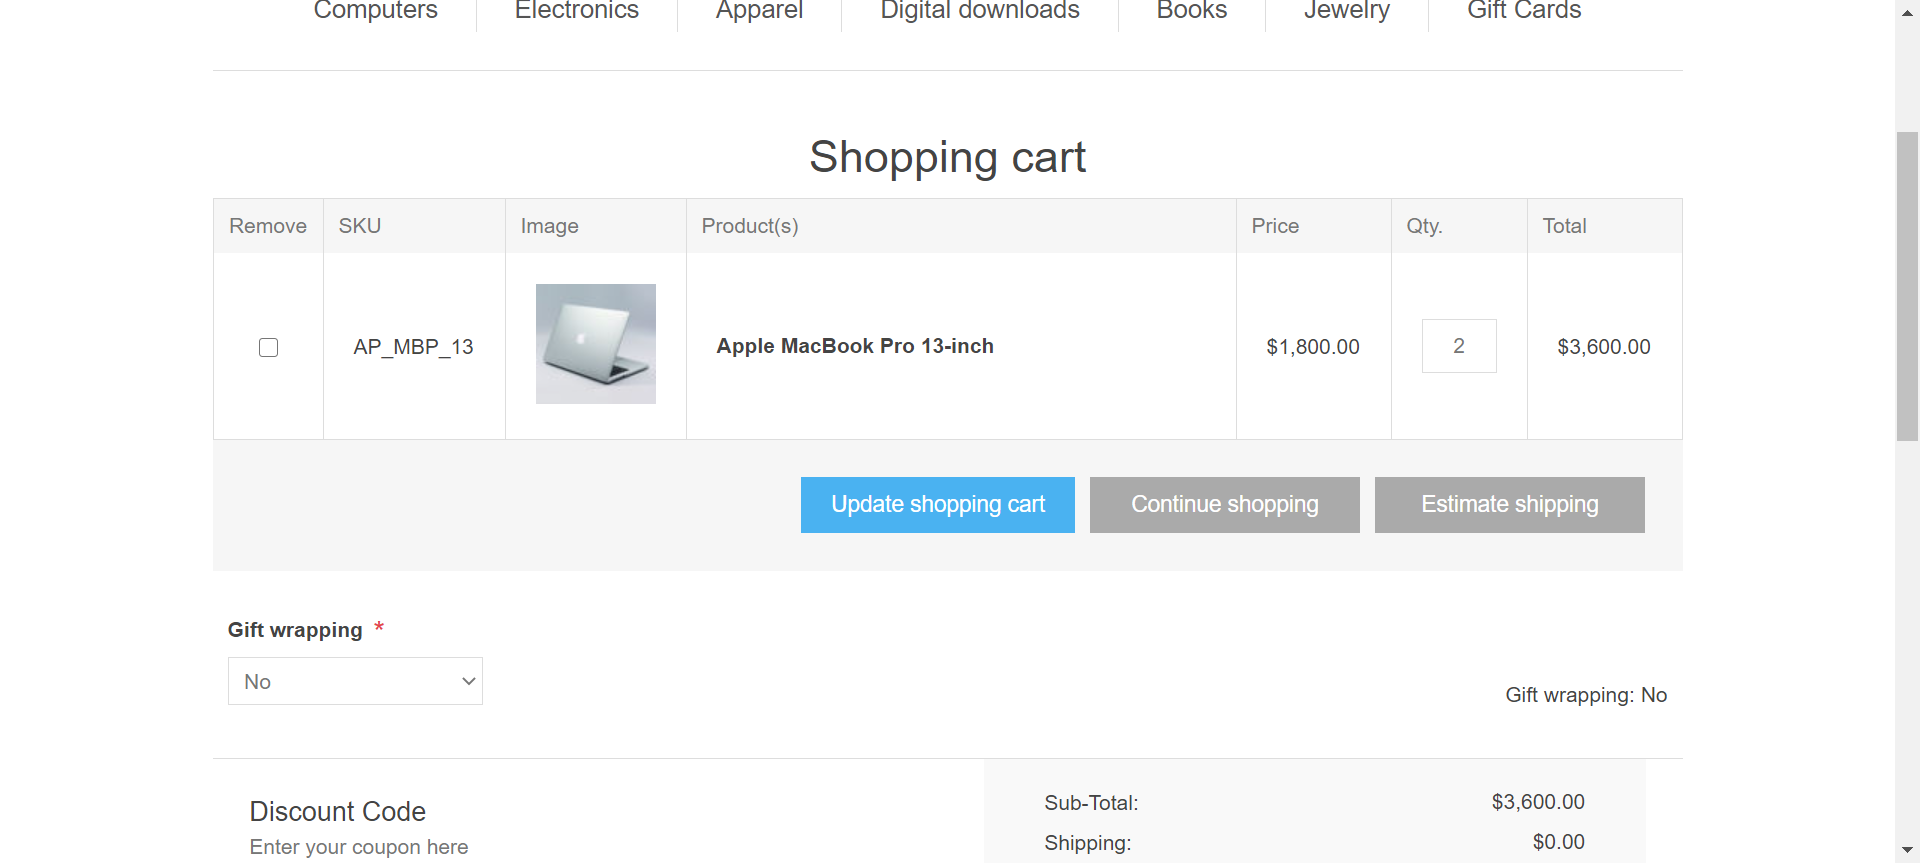 Computers Electronics Apparel Digital downloads Books Jewelry Gift Cards
Shopping cart
Remove SKU Image Product(s) Price Qty. Total
AP_MBP_13 Apple MacBook Pro 13-inch $1,800.00 2 $3,600.00
Update shopping cart Continue shopping Estimate shipping
Gift wrapping *
No
Gift wrapping: No
Discount Code
Enter your coupon here
Sub-Total: $3,600.00
Shipping: $0.00